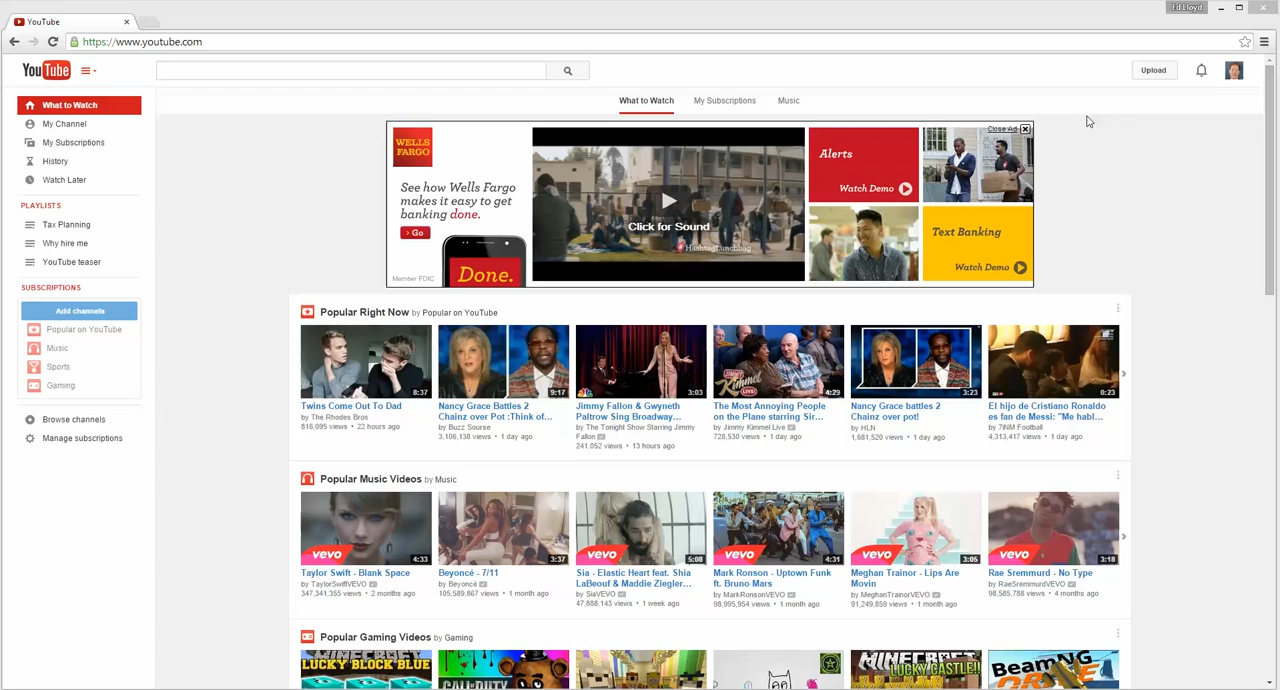 Ed Lloyd
YouTube
https://www.youtube.com
YouTube
Upload
What to Watch
My Channel
My Subscriptions
History
Watch Later
PLAYLISTS
Tax Planning
Why hire me
YouTube teaser
SUBSCRIPTIONS
Add channels
Popular on YouTube
Music
Sports
Gaming
Browse channels
Manage subscriptions
What to Watch My Subscriptions Music
Close Ad
WELLS
FARGO
See how Wells Fargo
makes it easy to get
banking done.
Go
Member FDIC
Done.
Click for Sound
HashtagLunchbag
Alerts
Watch Demo
Text Banking
Watch Demo
Popular Right Now by Popular on YouTube
8:37
Twins Come Out To Dad
by The Rhodes Bros
816,095 views • 22 hours ago
9:17
Nancy Grace Battles 2
Chainz over Pot :Think of...
by Buzz Sourse
3,106,138 views • 1 day ago
3:03
Jimmy Fallon & Gwyneth
Paltrow Sing Broadway...
by The Tonight Show Starring Jimmy
Fallon
241,052 views • 13 hours ago
JIMMY
KIMMEL
LIVE!
4:29
The Most Annoying People
on the Plane starring Sir...
by Jimmy Kimmel Live
728,530 views • 1 day ago
3:23
Nancy Grace battles 2
Chainz over pot!
by HLN
1,681,520 views • 1 day ago
0:23
El hijo de Cristiano Ronaldo
es fan de Messi: "Me habl...
by 7iNiM Football
4,313,417 views • 1 day ago
Popular Music Videos by Music
vevo
4:33
Taylor Swift - Blank Space
by TaylorSwiftVEVO
347,341,355 views • 2 months ago
3:37
Beyoncé - 7/11
by Beyoncé
105,589,867 views • 1 month ago
vevo
5:08
Sia - Elastic Heart feat. Shia
LaBeouf & Maddie Ziegler...
by SiaVEVO
47,888,143 views • 1 week ago
vevo
4:31
Mark Ronson - Uptown Funk
ft. Bruno Mars
by MarkRonsonVEVO
98,995,954 views • 1 month ago
vevo
3:05
Meghan Trainor - Lips Are
Movin
by MeghanTrainorVEVO
91,249,859 views • 1 month ago
vevo
3:18
Rae Sremmurd - No Type
by RaeSremmurdVEVO
98,585,788 views • 4 months ago
Popular Gaming Videos by Gaming
MINECRAFT
LUCKY BLOCK BLUE
CALL OF DUTY
MINECRAFT
LUCKY CASTLE!!
BeamNG
DRIVE